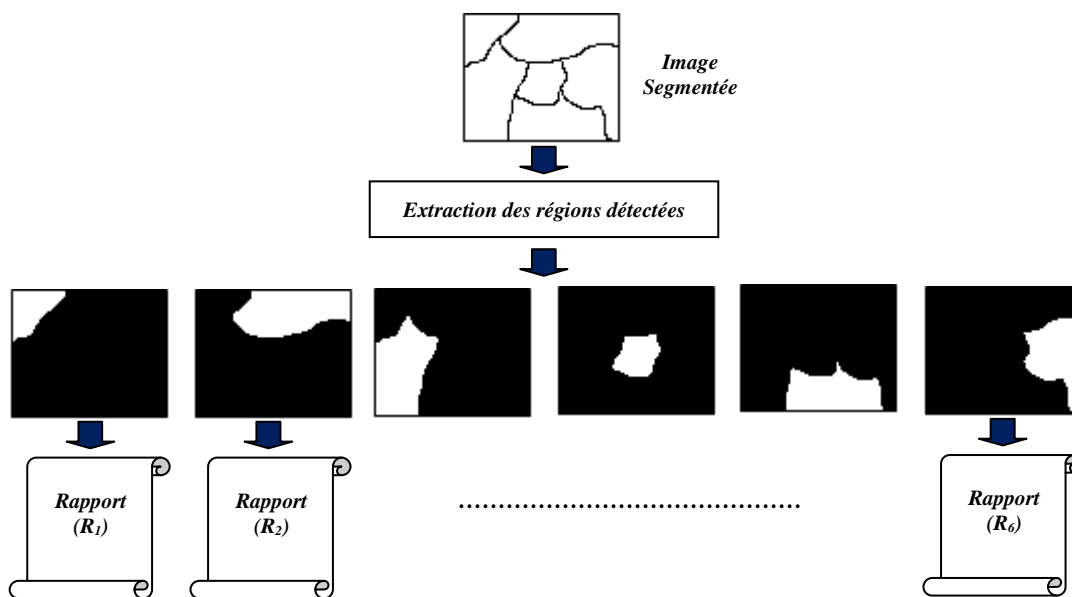 Image
Segmentée
Extraction des régions détectées
Rapport
(R1)
Rapport
(R2)
............................................
Rapport
(R6)